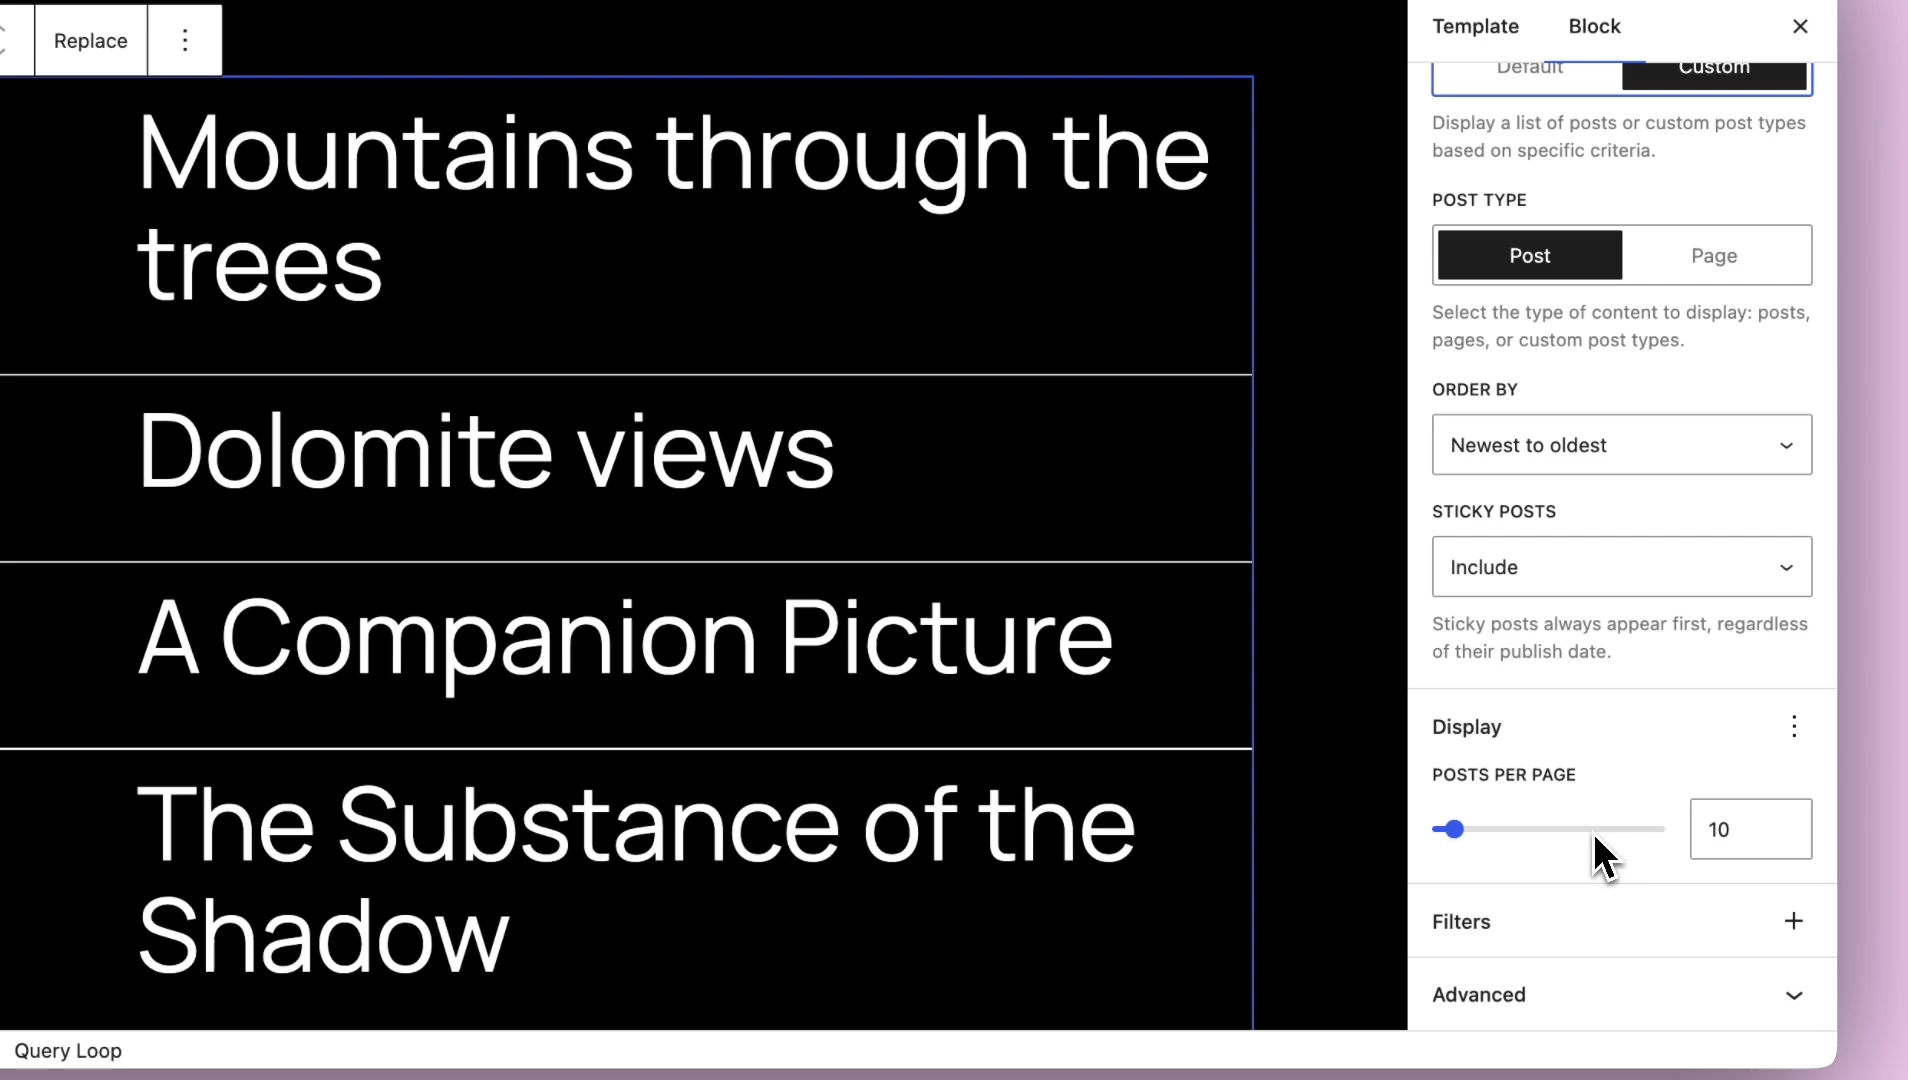 Replace
Mountains through the
trees
Dolomite views
A Companion Picture
The Substance of the
Shadow
Query Loop
Template
Block
Default
Custom
Display a list of posts or custom post types
based on specific criteria.
POST TYPE
Post
Page
Select the type of content to display: posts,
pages, or custom post types.
ORDER BY
Newest to oldest
STICKY POSTS
Include
Sticky posts always appear first, regardless
of their publish date.
Display
POSTS PER PAGE
10
Filters
Advanced